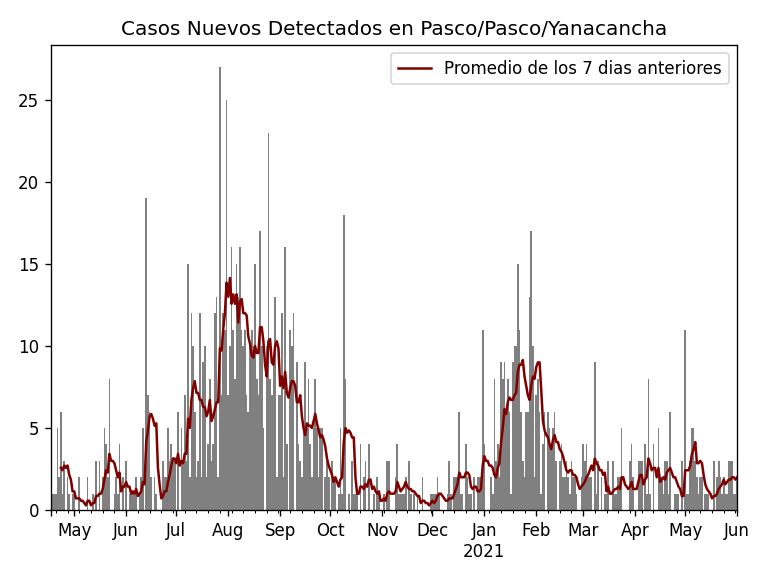 Casos Nuevos Detectados en Pasco/Pasco/Yanacancha
Promedio de los 7 dias anteriores
25
20
15
10
5
0
May Jun Jul Aug Sep Oct Nov Dec Jan Feb Mar Apr May Jun
2021